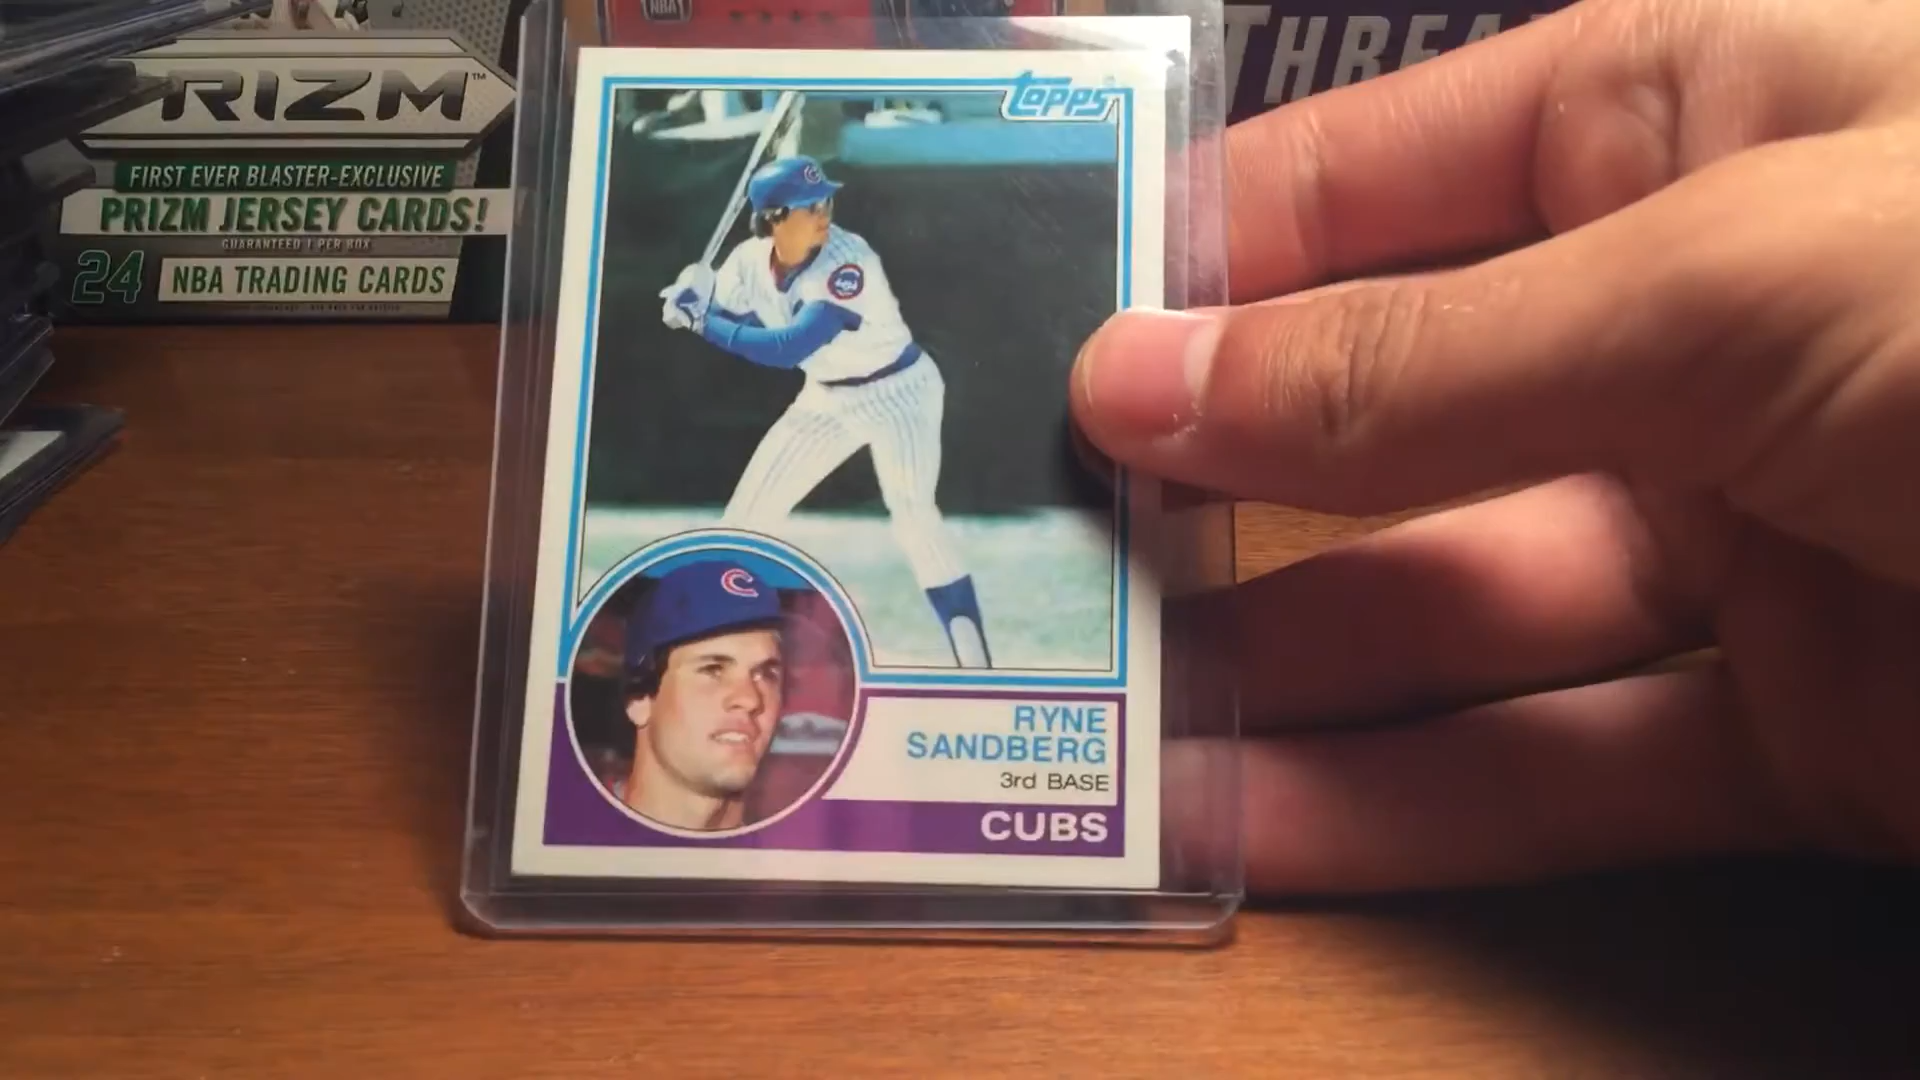 NBA
THREA
PRIZM™
FIRST EVER BLASTER-EXCLUSIVE
PRIZM JERSEY CARDS!
GUARANTEED 1 PER BOX
24 NBA TRADING CARDS
topps
C
C
RYNE
SANDBERG
3rd BASE
CUBS